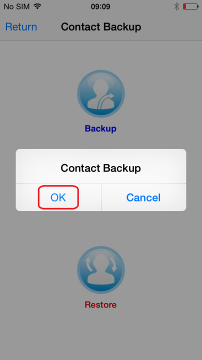 No SIM 09:09
Return Contact Backup
Backup
Contact Backup
OK Cancel
Restore